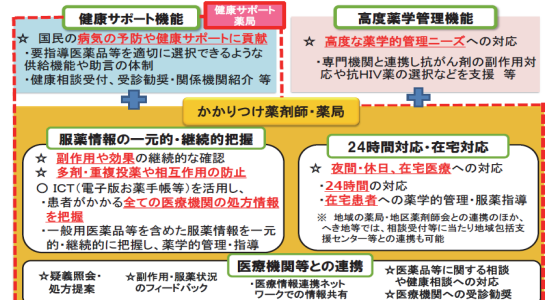 健康サポート機能
健康サポート
薬局
☆ 国民の病気の予防や健康サポートに貢献
・要指導医薬品等を適切に選択できるような
供給機能や助言の体制
・健康相談受付、受診勧奨・関係機関紹介 等
高度薬学管理機能
☆ 高度な薬学的管理ニーズへの対応
・専門機関と連携し抗がん剤の副作用対
応や抗HIV薬の選択などを支援 等
かかりつけ薬剤師・薬局
服薬情報の一元的・継続的把握
☆ 副作用や効果の継続的な確認
☆ 多剤・重複投薬や相互作用の防止
○ ICT(電子版お薬手帳等)を活用し、
・患者がかかる全ての医療機関の処方情報
を把握
・一般用医薬品等を含めた服薬情報を一元
的・継続的に把握し、薬学的管理・指導
24時間対応・在宅対応
☆ 夜間・休日、在宅医療への対応
・24時間の対応
・在宅患者への薬学的管理・服薬指導
※ 地域の薬局・地区薬剤師会との連携のほか、
へき地等では、相談受付等に当たり地域包括支
援センター等との連携も可能
医療機関等との連携
☆疑義照会・
処方提案
☆副作用・服薬状況
のフィードバック
・医療情報連携ネット
ワークでの情報共有
☆医薬品等に関する相談
や健康相談への対応
☆医療機関への受診勧奨